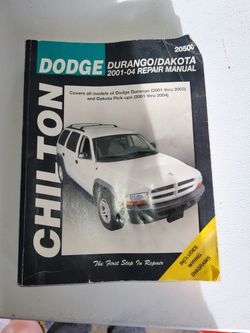 20500
DODGE
DURANGO/DAKOTA
2001-04 REPAIR MANUAL
Covers all models of Dodge Durango (2001 thru 2003)
and Dakota Pick-ups (2001 thru 2004)
CHILTON
INCLUDES
WIRING
DIAGRAMS
The First Step In Repair